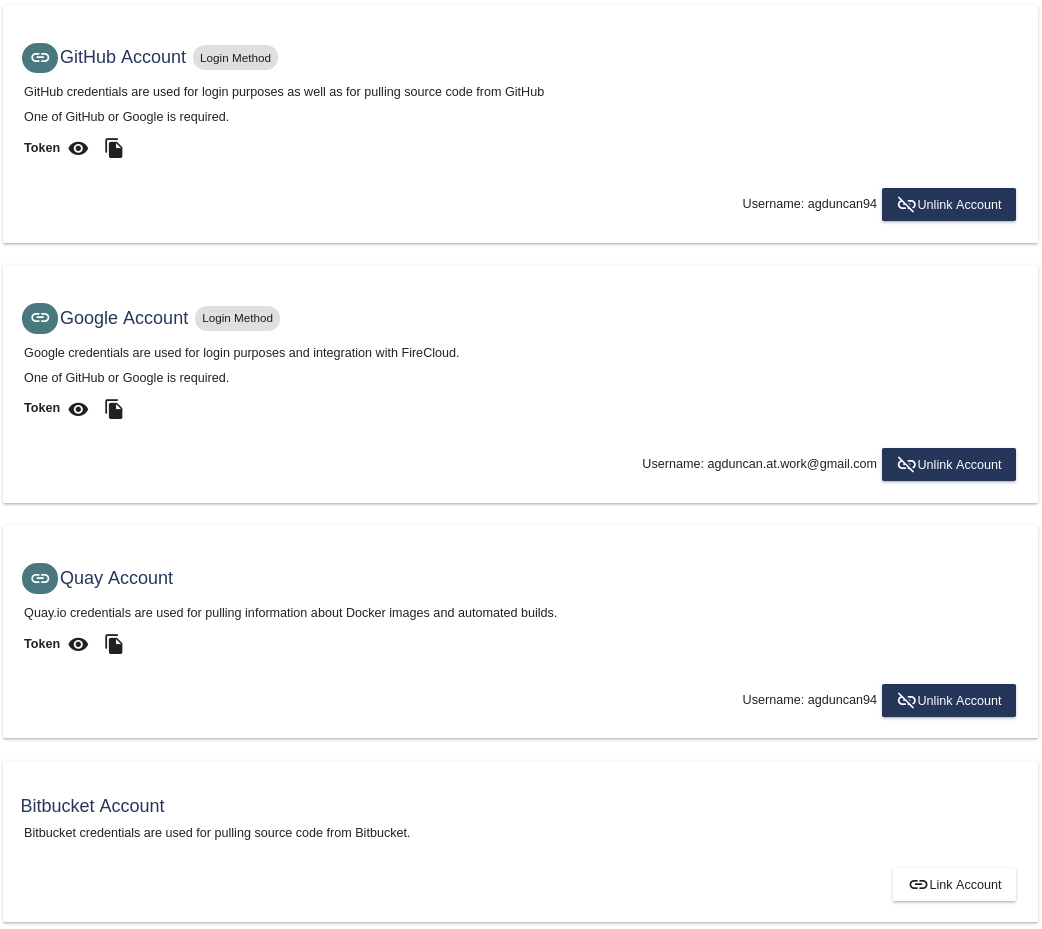 GitHub Account Login Method
GitHub credentials are used for login purposes as well as for pulling source code from GitHub
One of GitHub or Google is required.
Token
Username: agduncan94 Unlink Account
Google Account Login Method
Google credentials are used for login purposes and integration with FireCloud.
One of GitHub or Google is required.
Token
Username: agduncan.at.work@gmail.com Unlink Account
Quay Account
Quay.io credentials are used for pulling information about Docker images and automated builds.
Token
Username: agduncan94 Unlink Account
Bitbucket Account
Bitbucket credentials are used for pulling source code from Bitbucket.
Link Account